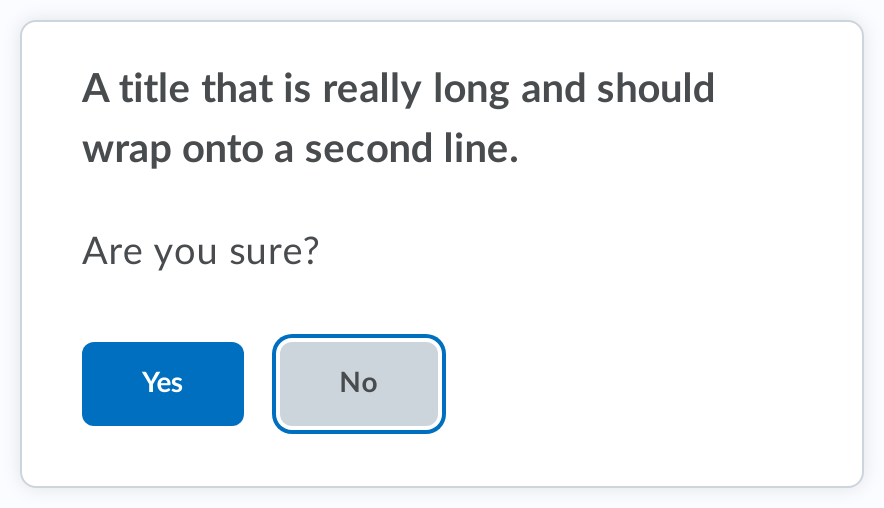 A title that is really long and should
wrap onto a second line.
Are you sure?
Yes
No